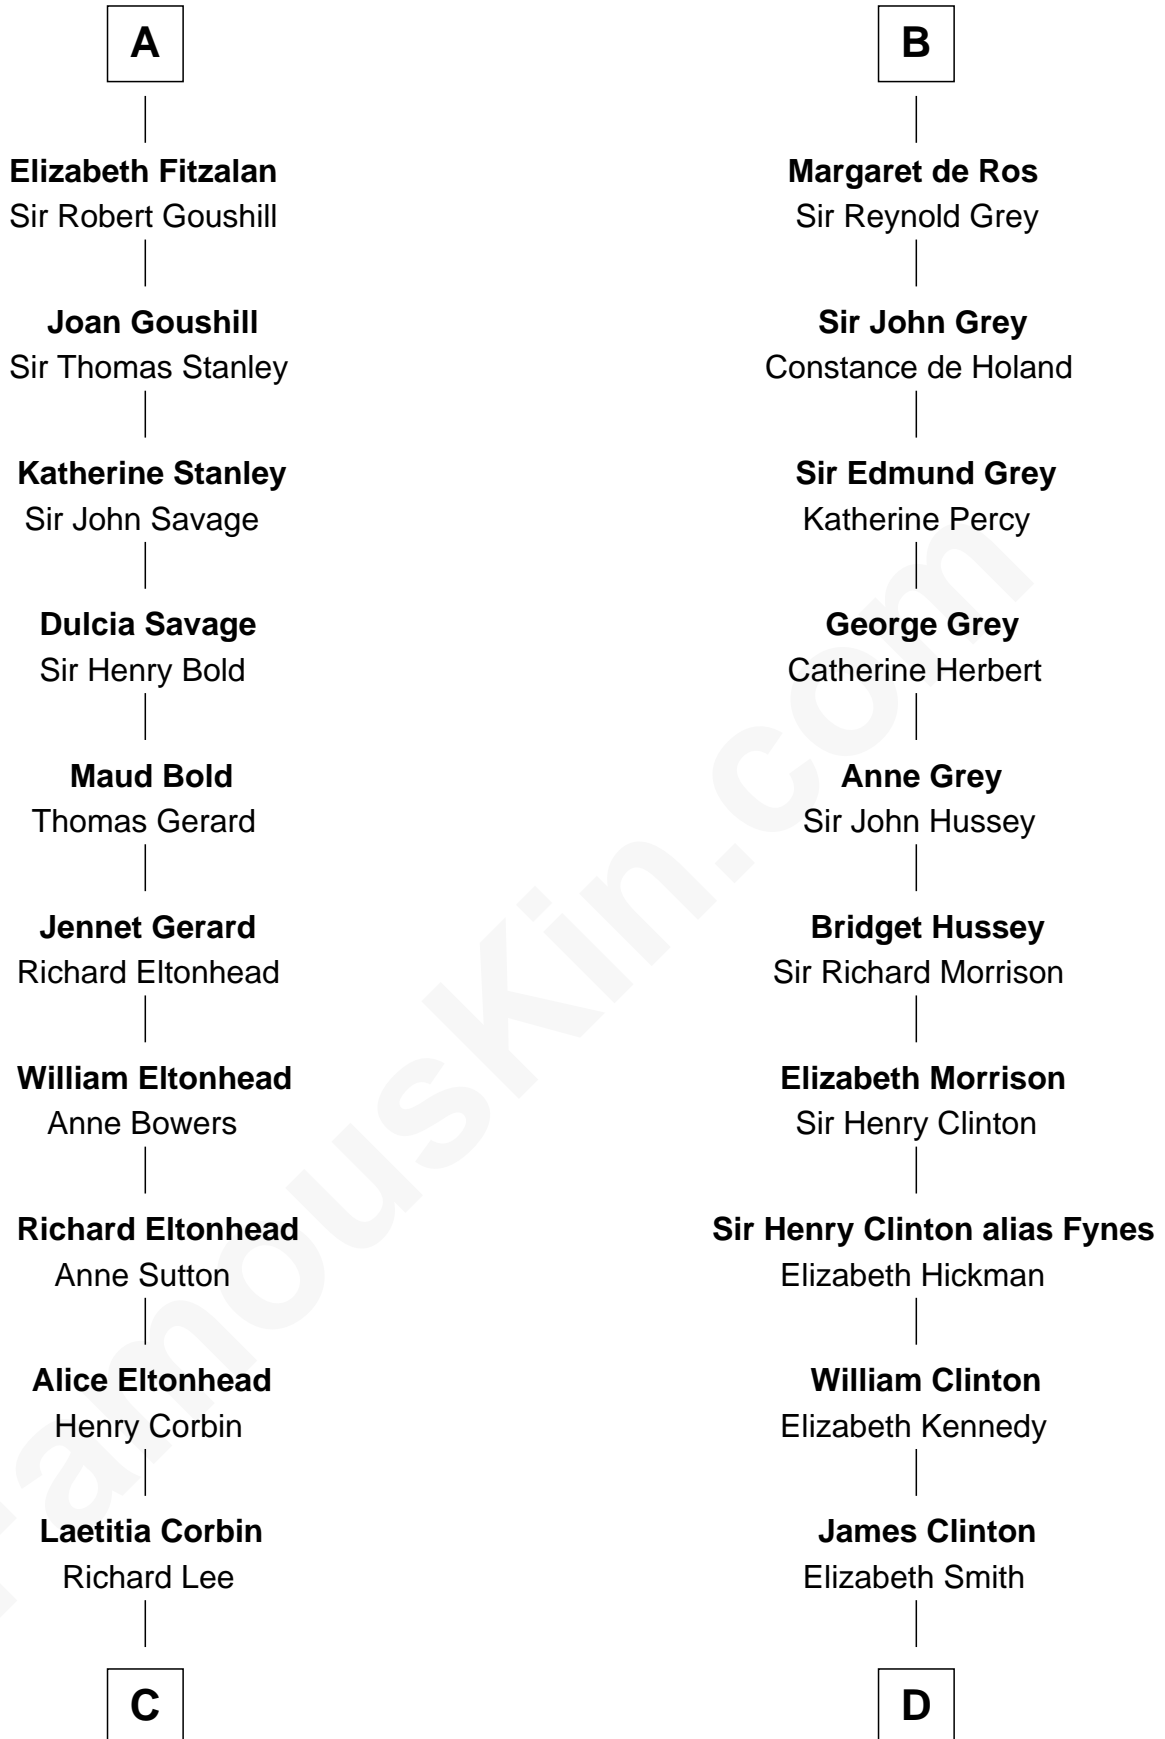 A
Elizabeth Fitzalan
Sir Robert Goushill
Joan Goushill
Sir Thomas Stanley
Katherine Stanley
Sir John Savage
Dulcia Savage
Sir Henry Bold
Maud Bold
Thomas Gerard
Jennet Gerard
Richard Eltonhead
William Eltonhead
Anne Bowers
Richard Eltonhead
Anne Sutton
Alice Eltonhead
Henry Corbin
Laetitia Corbin
Richard Lee
C
B
Margaret de Ros
Sir Reynold Grey
Sir John Grey
Constance de Holand
Sir Edmund Grey
Katherine Percy
George Grey
Catherine Herbert
Anne Grey
Sir John Hussey
Bridget Hussey
Sir Richard Morrison
Elizabeth Morrison
Sir Henry Clinton
Sir Henry Clinton alias Fynes
Elizabeth Hickman
William Clinton
Elizabeth Kennedy
James Clinton
Elizabeth Smith
D
FamousKin.com